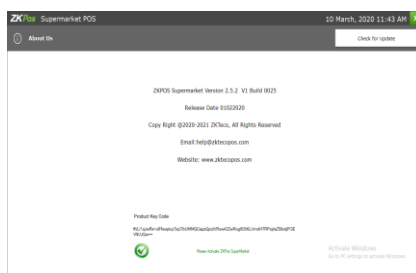 ZKPos Supermarket POS
10 March, 2020 11:43 AM
About Us
Check for Update
ZKPOS Supermarket Version 2.5.2 V1 Build 0025
Release Date 01022020
Copy Right @2020-2021 ZKTeco, All Rights Reserved
Email:help@zktecopos.com
Website: www.zktecopos.com
Product Key Code
Please Activate ZKPos SuperMarket
Activate Windows
Go to PC settings to activate Windows.